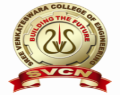 SREE VENKATESWARA COLLEGE OF ENGINEERING
BUILDING THE FUTURE
SVCN